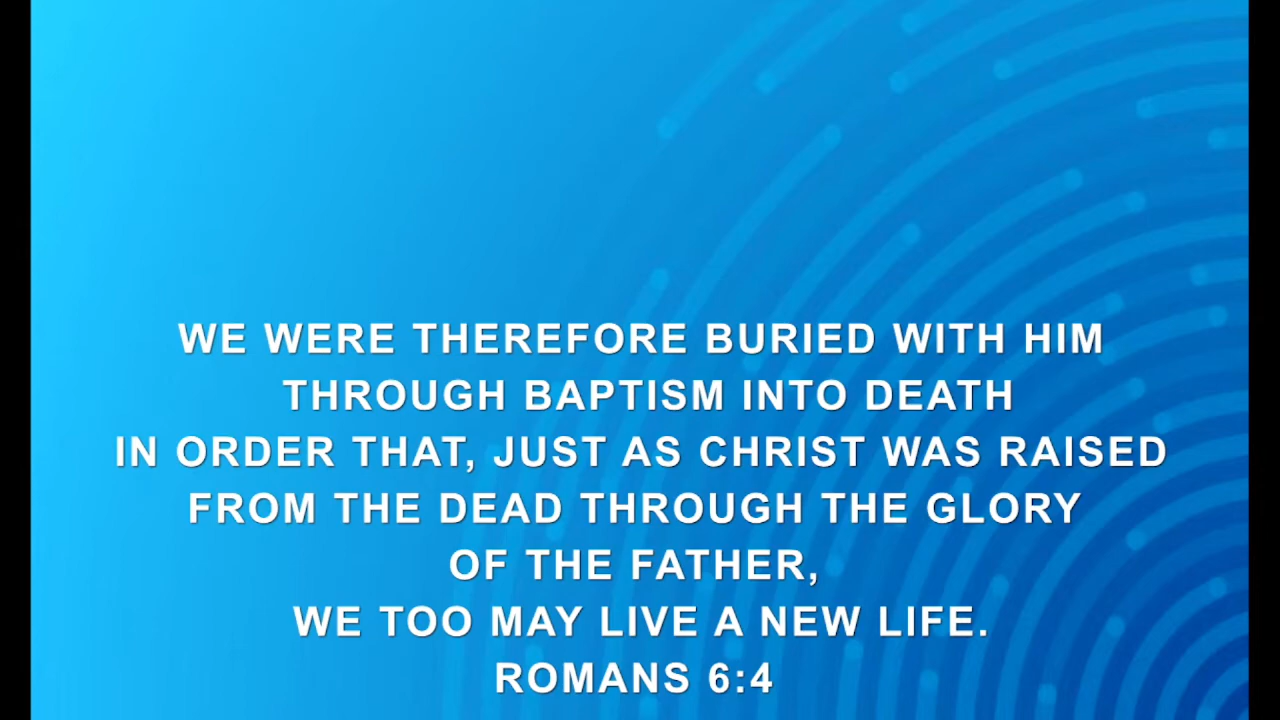 WE WERE THEREFORE BURIED WITH HIM
THROUGH BAPTISM INTO DEATH
IN ORDER THAT, JUST AS CHRIST WAS RAISED
FROM THE DEAD THROUGH THE GLORY
OF THE FATHER,
WE TOO MAY LIVE A NEW LIFE.
ROMANS 6:4